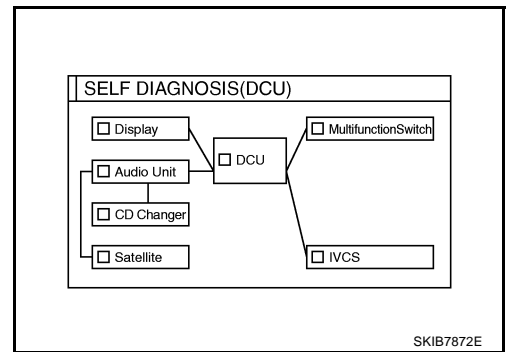 SELF DIAGNOSIS(DCU)
Display
MultifunctionSwitch
DCU
Audio Unit
CD Changer
Satellite
IVCS
SKIB7872E